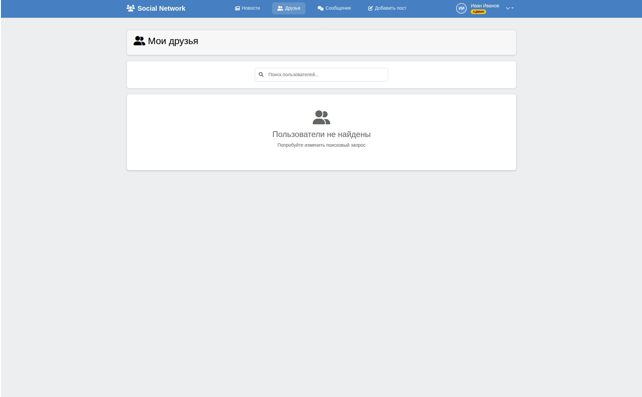 Social Network
Новости
Друзья
Сообщения
Добавить пост
ИИ
Иван Иванов
Мои друзья
Поиск пользователей...
Пользователи не найдены
Попробуйте изменить поисковый запрос